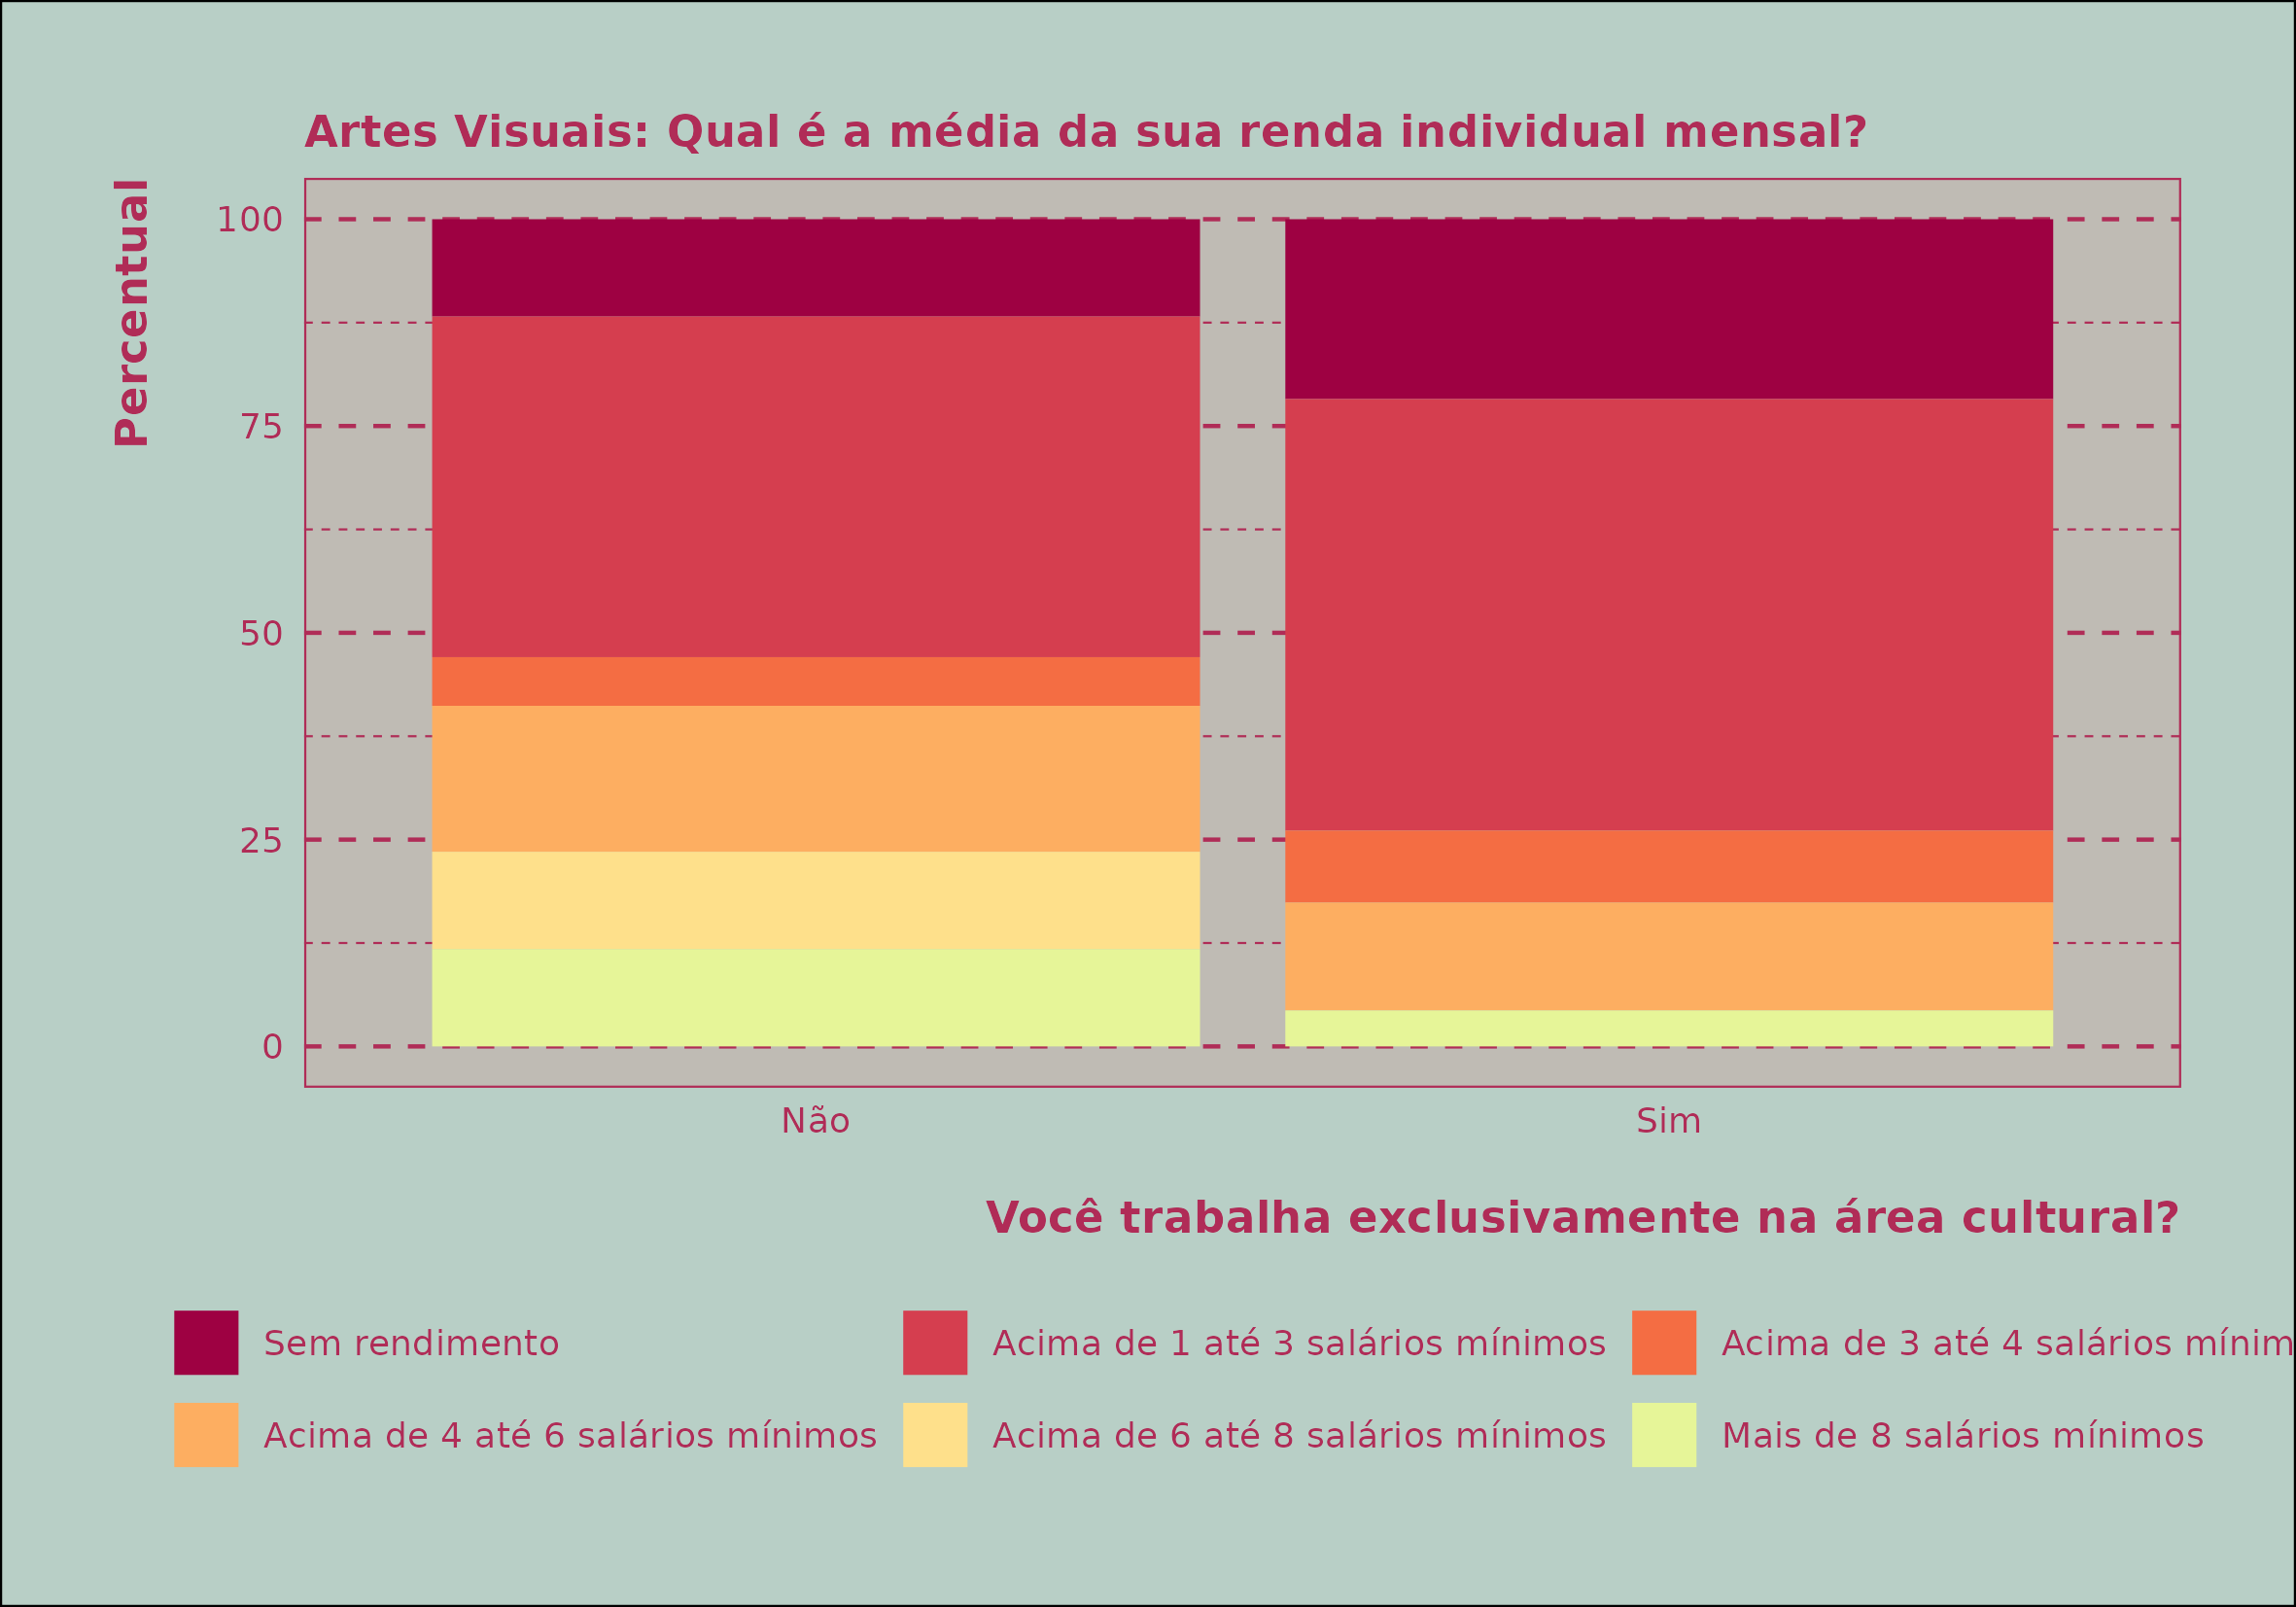 Artes Visuais: Qual é a média da sua renda individual mensal?
Percentual
100
75
50
25
0
Não
Sim
Você trabalha exclusivamente na área cultural?
Sem rendimento
Acima de 1 até 3 salários mínimos
Acima de 3 até 4 salários mínim
Acima de 4 até 6 salários mínimos
Acima de 6 até 8 salários mínimos
Mais de 8 salários mínimos